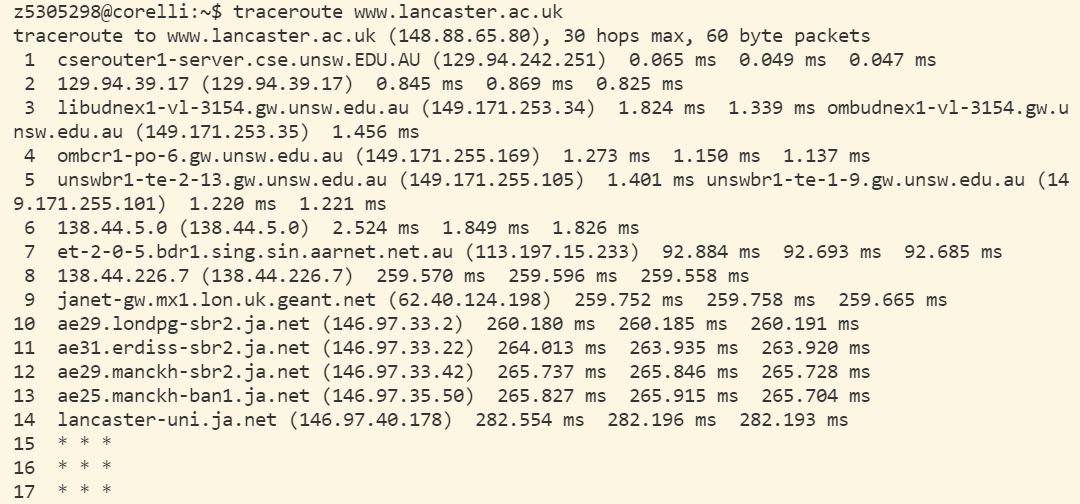 z5305298@corelli:~$ traceroute www.lancaster.ac.uk
traceroute to www.lancaster.ac.uk (148.88.65.80), 30 hops max, 60 byte packets
 1  cserouter1-server.cse.unsw.EDU.AU (129.94.242.251)  0.065 ms  0.049 ms  0.047 ms
 2  129.94.39.17 (129.94.39.17)  0.845 ms  0.869 ms  0.825 ms
 3  libudnex1-vl-3154.gw.unsw.edu.au (149.171.253.34)  1.824 ms  1.339 ms ombudnex1-vl-3154.gw.u
nsw.edu.au (149.171.253.35)  1.456 ms
 4  ombcr1-po-6.gw.unsw.edu.au (149.171.255.169)  1.273 ms  1.150 ms  1.137 ms
 5  unswbr1-te-2-13.gw.unsw.edu.au (149.171.255.105)  1.401 ms unswbr1-te-1-9.gw.unsw.edu.au (14
9.171.255.101)  1.220 ms  1.221 ms
 6  138.44.5.0 (138.44.5.0)  2.524 ms  1.849 ms  1.826 ms
 7  et-2-0-5.bdr1.sing.sin.aarnet.net.au (113.197.15.233)  92.884 ms  92.693 ms  92.685 ms
 8  138.44.226.7 (138.44.226.7)  259.570 ms  259.596 ms  259.558 ms
 9  janet-gw.mx1.lon.uk.geant.net (62.40.124.198)  259.752 ms  259.758 ms  259.665 ms
10  ae29.londpg-sbr2.ja.net (146.97.33.2)  260.180 ms  260.185 ms  260.191 ms
11  ae31.erdiss-sbr2.ja.net (146.97.33.22)  264.013 ms  263.935 ms  263.920 ms
12  ae29.manckh-sbr2.ja.net (146.97.33.42)  265.737 ms  265.846 ms  265.728 ms
13  ae25.manckh-ban1.ja.net (146.97.35.50)  265.827 ms  265.915 ms  265.704 ms
14  lancaster-uni.ja.net (146.97.40.178)  282.554 ms  282.196 ms  282.193 ms
15  * * *
16  * * *
17  * * *